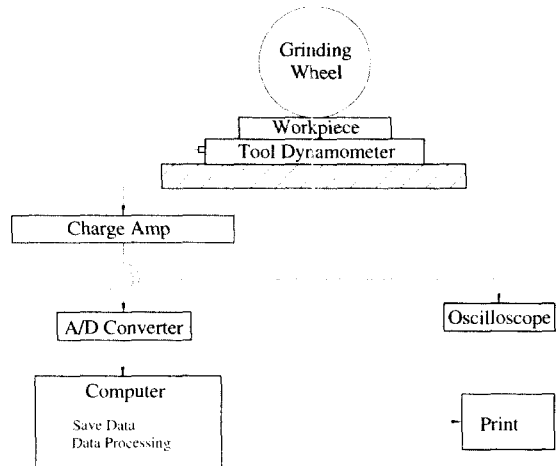 Grinding
Wheel
Workpiece
Tool Dynamometer
Charge Amp
A/D Converter
Oscilloscope
Computer
Save Data
Data Processing
Print